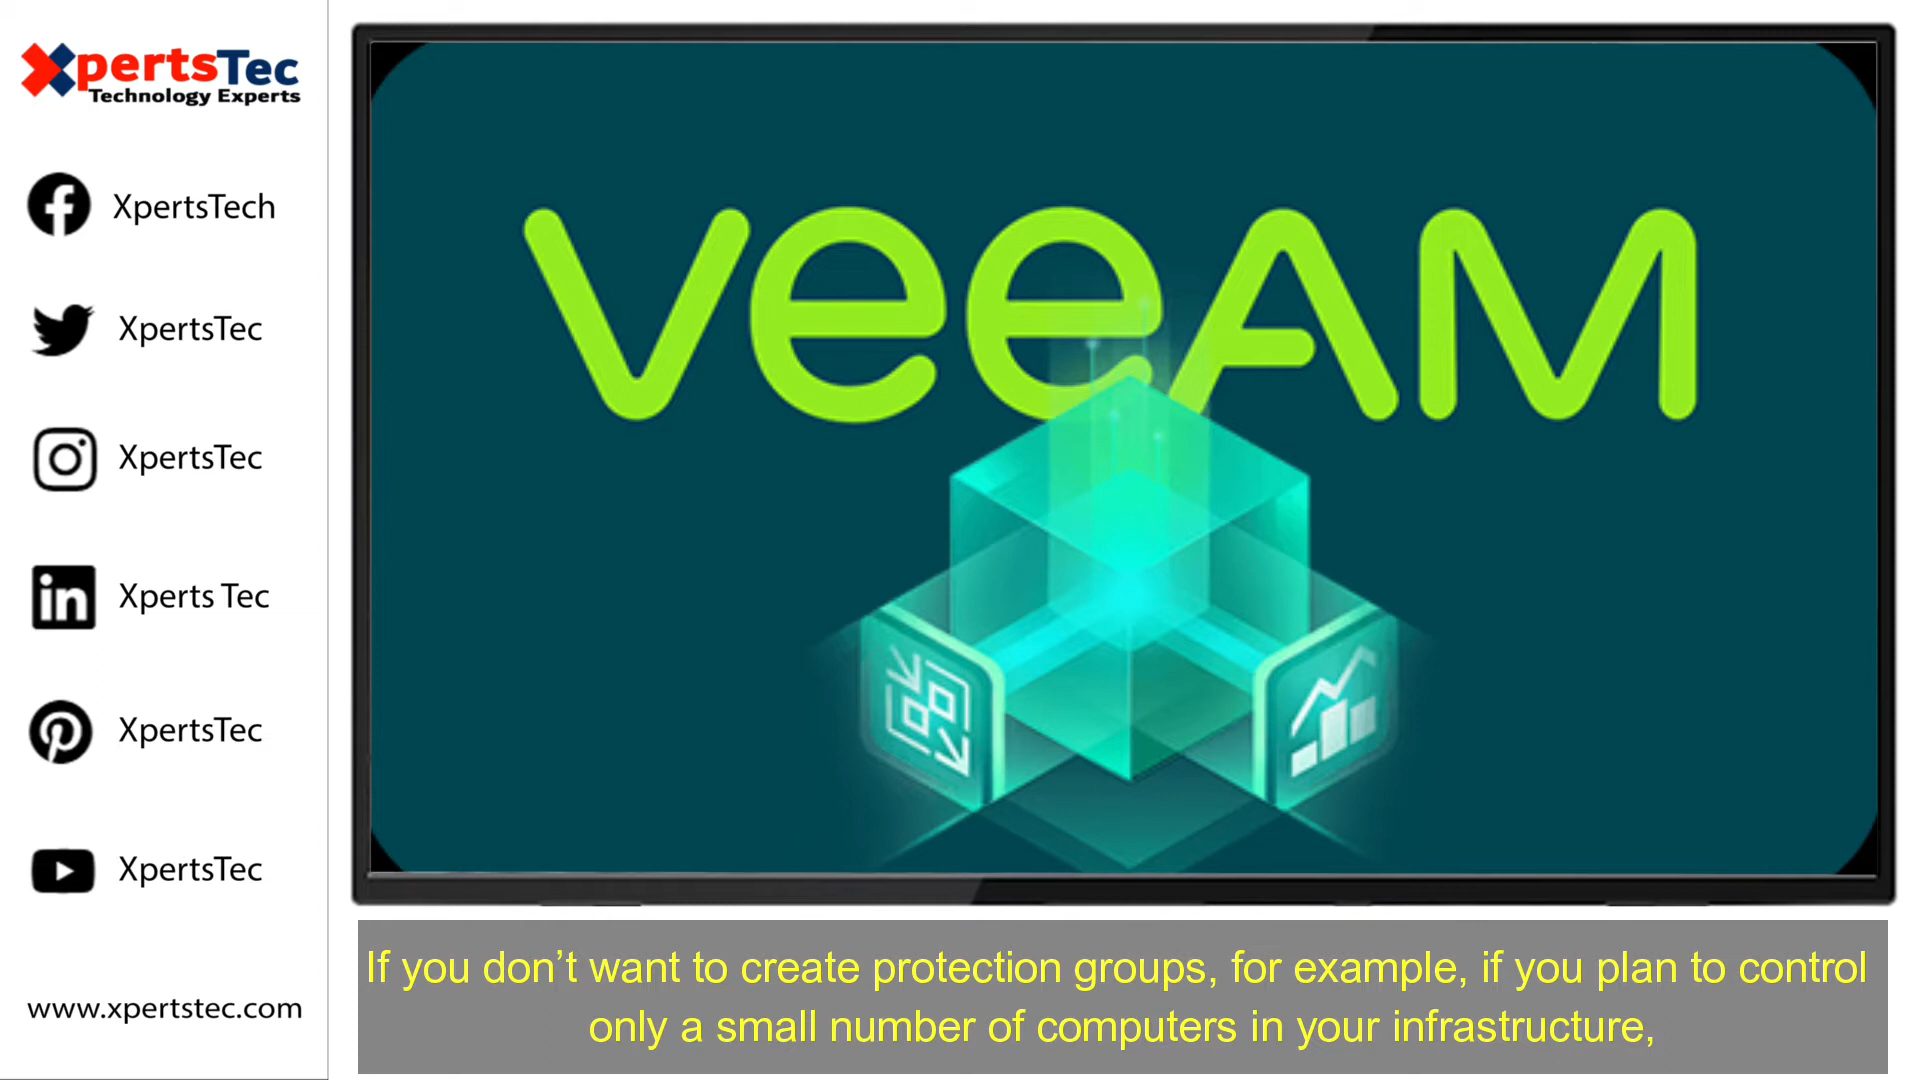 XpertsTec
Technology Experts
XpertsTech
XpertsTec
XpertsTec
in Xperts Tec
XpertsTec
XpertsTec
www.xpertstec.com
veeAM
If you don’t want to create protection groups, for example, if you plan to control
only a small number of computers in your infrastructure,